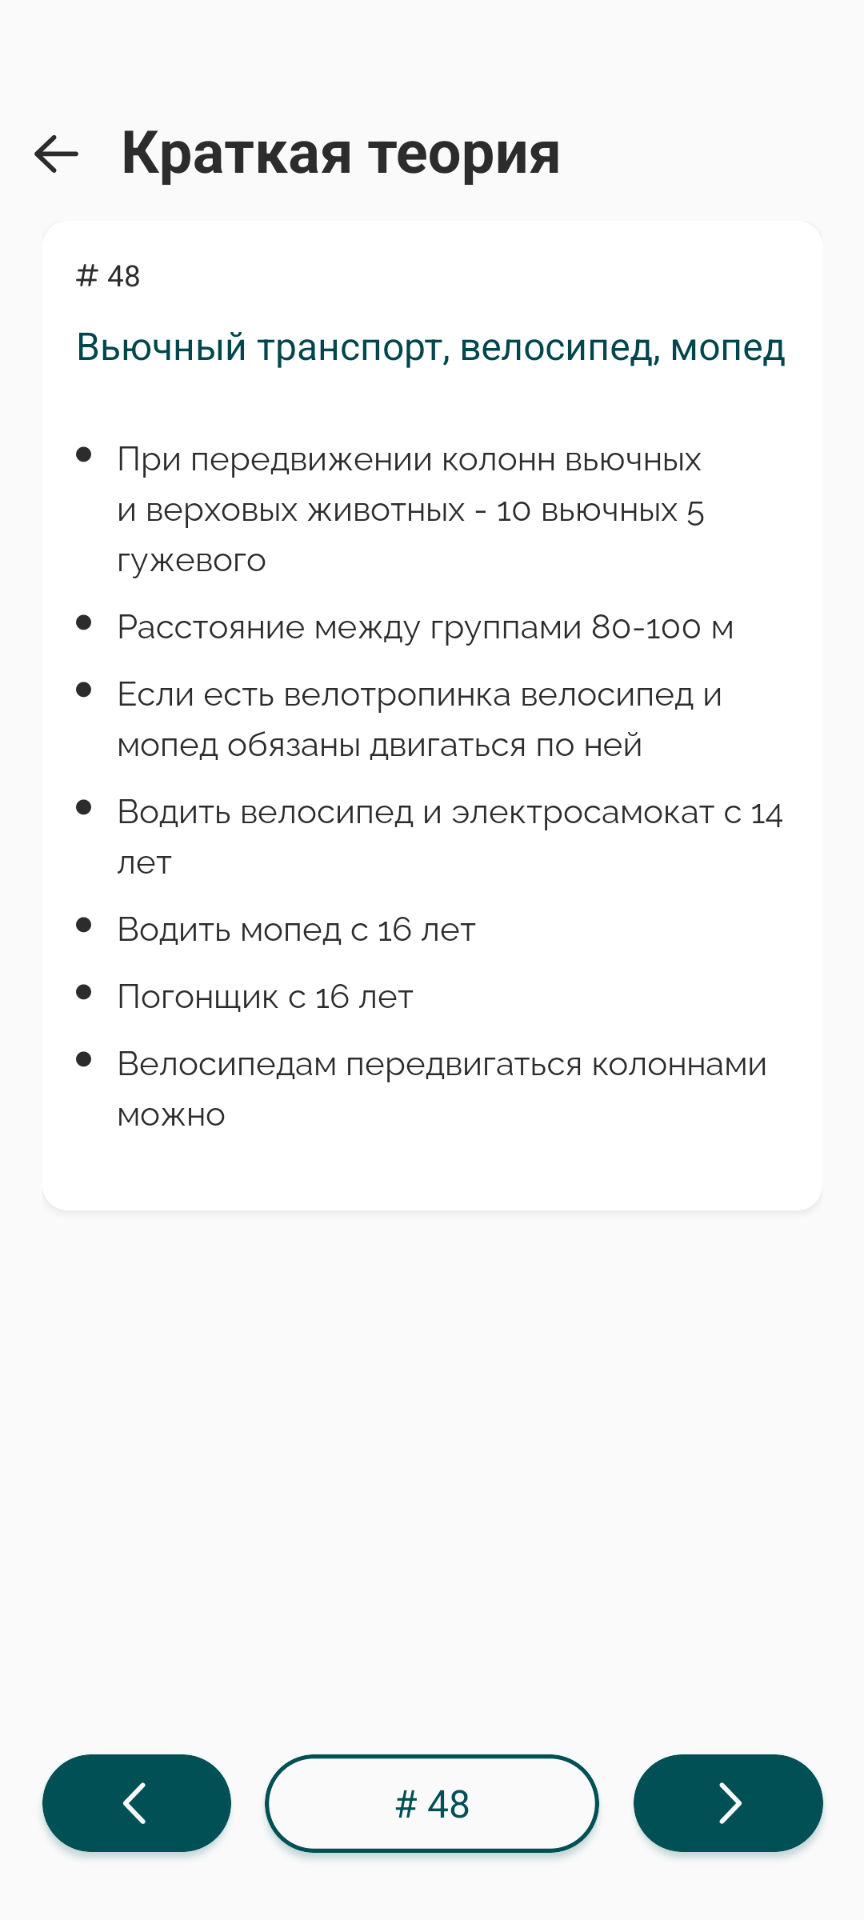 Краткая теория
# 48
Вьючный транспорт, велосипед, мопед
• При передвижении колонн вьючных
и верховых животных - 10 вьючных 5
гужевого
• Расстояние между группами 80-100 м
• Если есть велотропинка велосипед и
мопед обязаны двигаться по ней
• Водить велосипед и электросамокат с 14
лет
• Водить мопед с 16 лет
• Погонщик с 16 лет
• Велосипедам передвигаться колоннами
можно
# 48